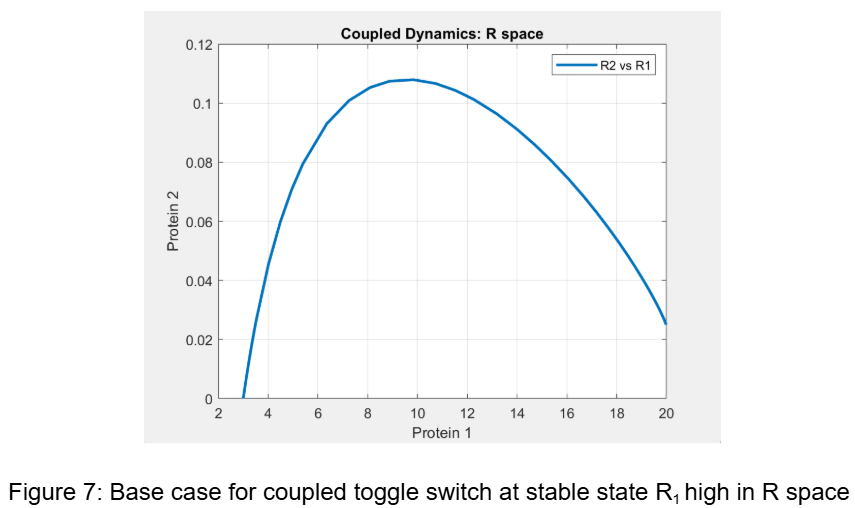 Coupled Dynamics: R space
0.12
0.1
0.08
0.06
0.04
0.02
0
Protein 2
R2 vs R1
2 4 6 8 10 12 14 16 18 20
Protein 1
Figure 7: Base case for coupled toggle switch at stable state R₁ high in R space